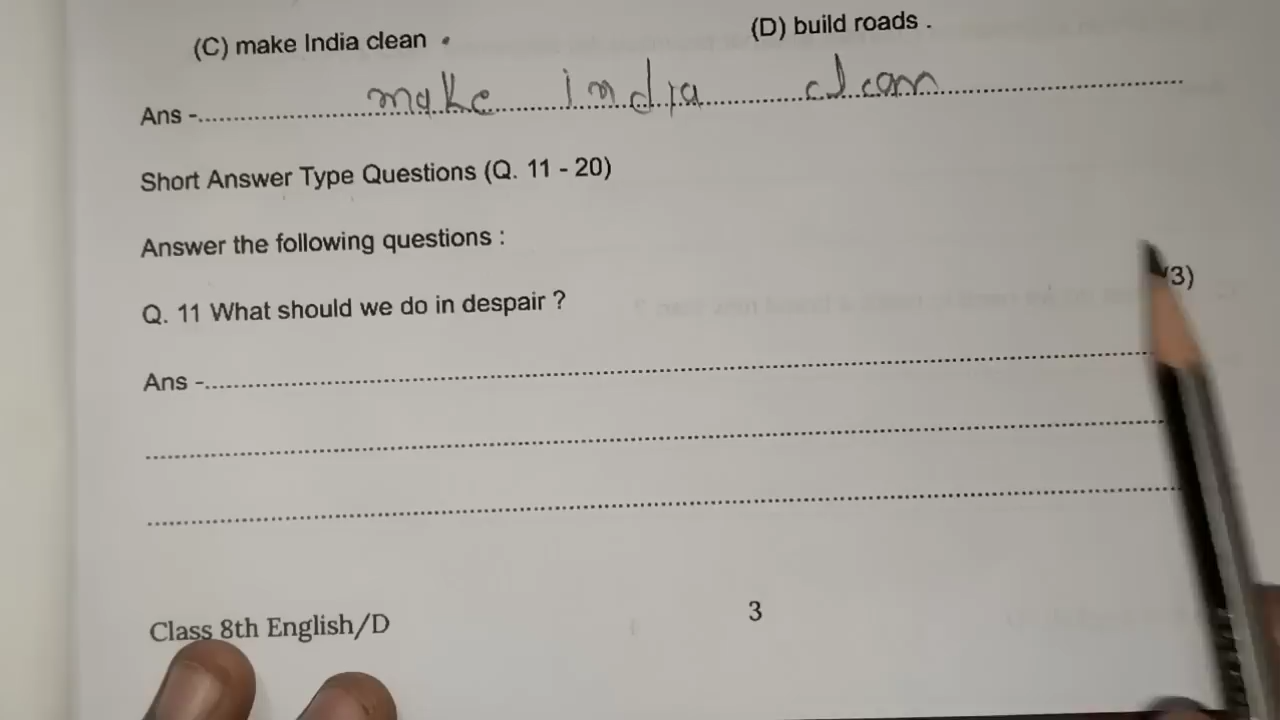 (C) make India clean . (D) build roads .
Ans - make india clean
Short Answer Type Questions (Q. 11 - 20)
Answer the following questions :
Q. 11 What should we do in despair ? 3)
Ans -
Class 8th English/D 3